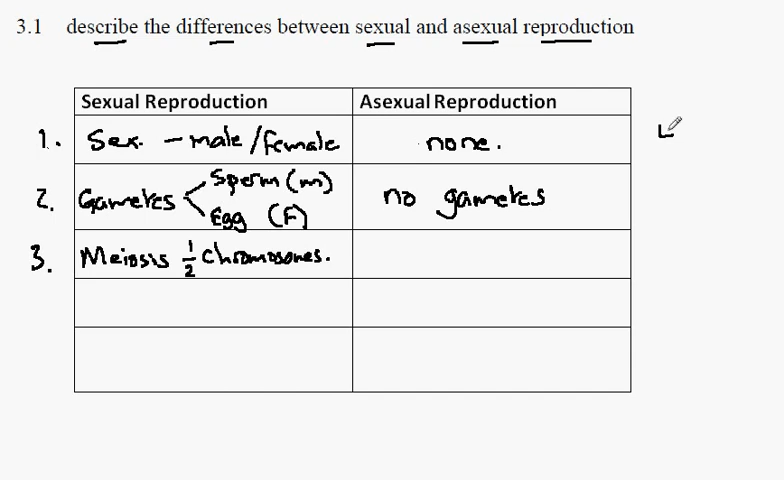 3.1 describe the differences between sexual and asexual reproduction
Sexual Reproduction Asexual Reproduction
1. Sex. - male/female none.
2. Gametes < Sperm (m) Egg (F) no gametes
3. Meiosis 1/2 chromosones.